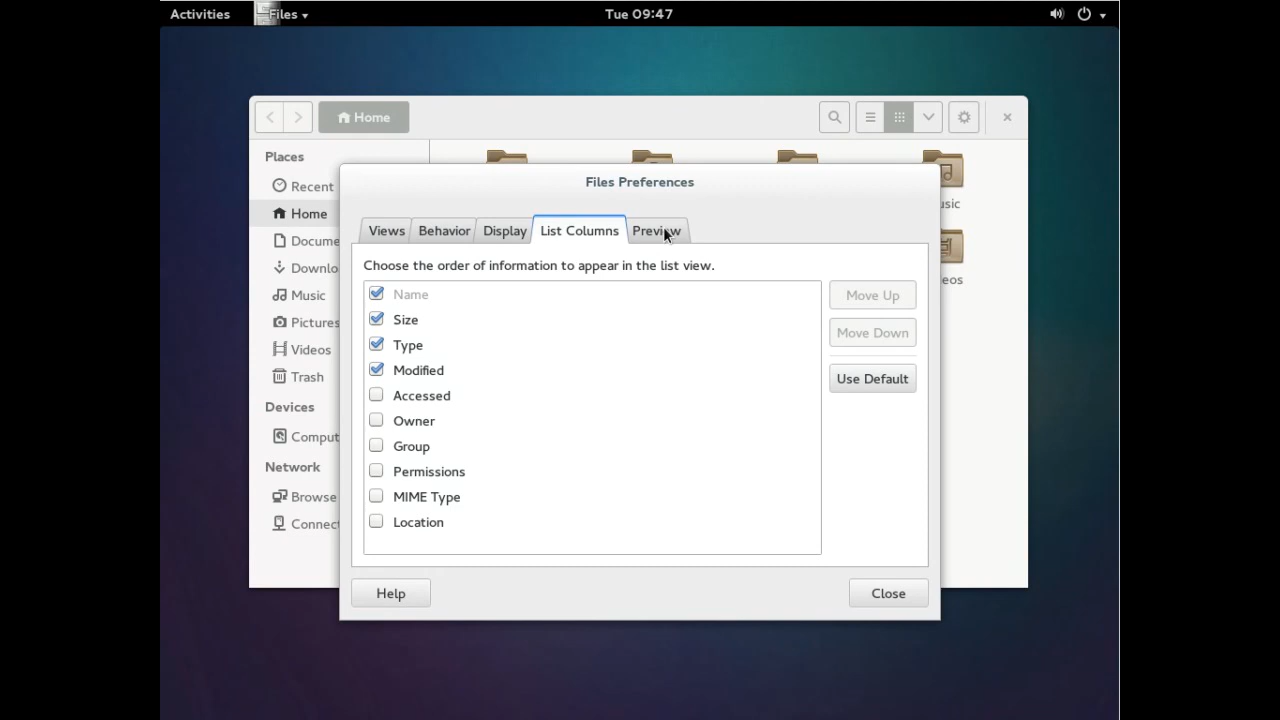 Activities Files Tue 09:47
Home
Places
Recent
Home
Docume
Downlo
Music
Pictures
Videos
Trash
Devices
Comput
Network
Browse
Connect
usic
eos
Files Preferences
Views Behavior Display List Columns Preview
Choose the order of information to appear in the list view.
Name
Size
Type
Modified
Accessed
Owner
Group
Permissions
MIME Type
Location
Move Up
Move Down
Use Default
Help Close